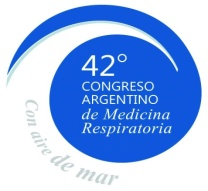 42°
CONGRESO
ARGENTINO
de Medicina
Respiratoria
Con aire de mar